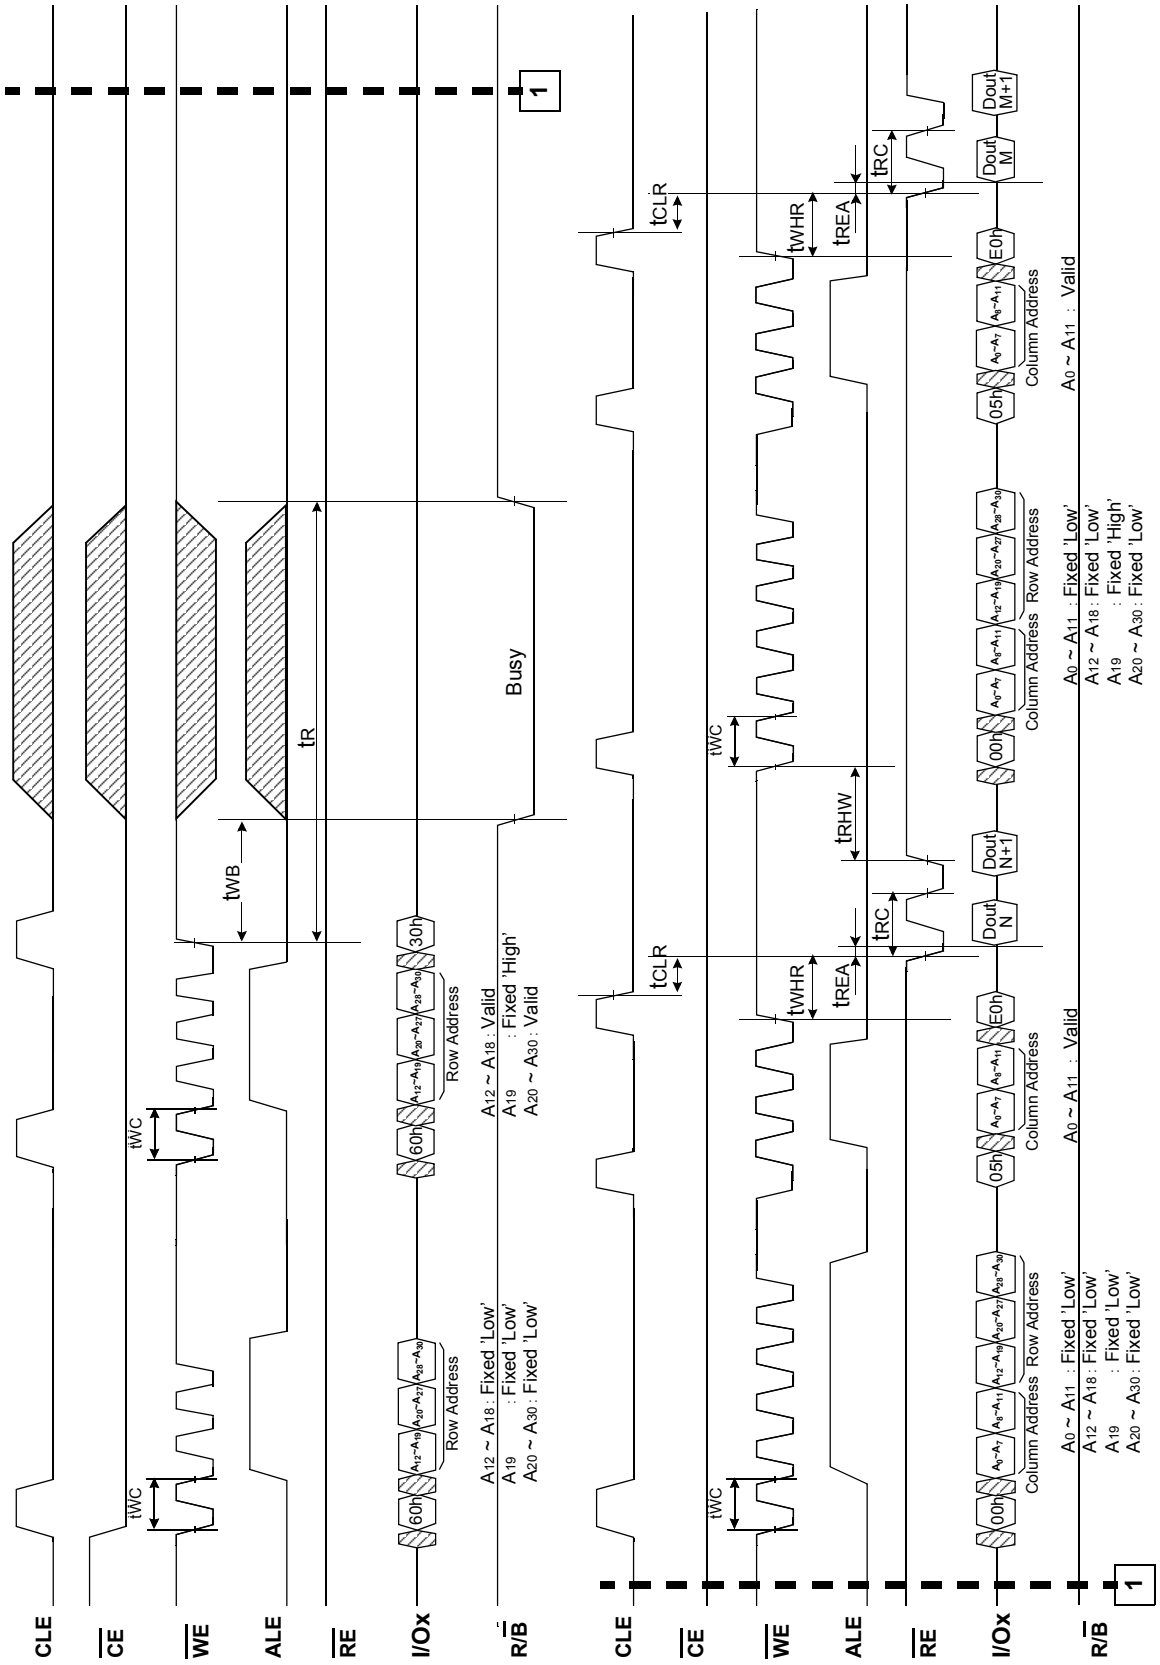 CLE
CE
tWC
tWC
WE
tWB
ALE
tR
RE
I/Ox
60h
A12~A19
A20~A27
A28~A30
60h
A12~A19
A20~A27
A28~A30
30h
Row Address
Row Address
R/B
Busy
A12 ~ A18 : Fixed 'Low'
A19 : Fixed 'Low'
A20 ~ A30 : Fixed 'Low'
A12 ~ A18 : Valid
A19 : Fixed 'High'
A20 ~ A30 : Valid
1
CLE
tCLR
tCLR
CE
tWC
tWC
WE
tWHR
tWHR
ALE
tREA
tRHW
tREA
tRC
tRC
RE
I/Ox
00h
A0~A7
A8~A11
A12~A19
A20~A27
A28~A30
05h
A0~A7
A8~A11
E0h
Dout N
Dout N+1
00h
A0~A7
A8~A11
A12~A19
A20~A27
A28~A30
05h
A0~A7
A8~A11
E0h
Dout M
Dout M+1
Column Address
Row Address
Column Address
Column Address
Row Address
Column Address
R/B
A0 ~ A11 : Fixed 'Low'
A12 ~ A18 : Fixed 'Low'
A19 : Fixed 'Low'
A20 ~ A30 : Fixed 'Low'
A0 ~ A11 : Valid
A0 ~ A11 : Fixed 'Low'
A12 ~ A18 : Fixed 'Low'
A19 : Fixed 'High'
A20 ~ A30 : Fixed 'Low'
A0 ~ A11 : Valid
1